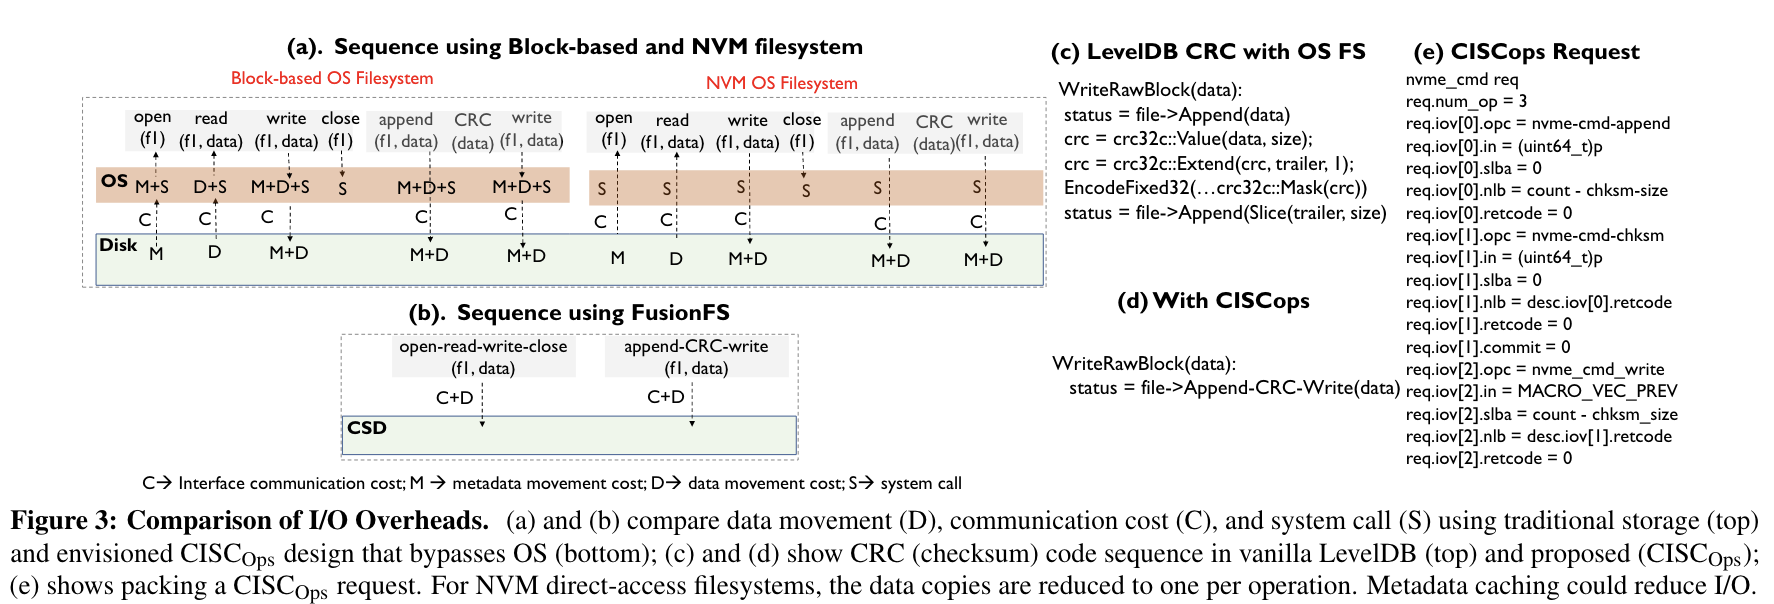 (a). Sequence using Block-based and NVM filesystem
Block-based OS Filesystem
NVM OS Filesystem
open read write close append CRC write
(f1) (f1, data) (f1, data) (f1) (f1, data) (data) (f1, data)
open read write close append CRC write
(f1) (f1, data) (f1, data) (f1) (f1, data) (data) (f1, data)
OS M+S D+S M+D+S S M+D+S M+D+S
S S S S S S
C C C C C
C C C C C
Disk M D M+D M+D M+D
M D M+D M+D M+D
(b). Sequence using FusionFS
open-read-write-close
(f1, data)
append-CRC-write
(f1, data)
C+D
C+D
CSD
C→ Interface communication cost; M → metadata movement cost; D→ data movement cost; S→ system call
(c) LevelDB CRC with OS FS
WriteRawBlock(data):
status = file->Append(data)
crc = crc32c::Value(data, size);
crc = crc32c::Extend(crc, trailer, 1);
EncodeFixed32(…crc32c::Mask(crc))
status = file->Append(Slice(trailer, size)
(d) With CISCops
WriteRawBlock(data):
status = file->Append-CRC-Write(data)
(e) CISCops Request
nvme_cmd req
req.num_op = 3
req.iov[0].opc = nvme-cmd-append
req.iov[0].in = (uint64_t)p
req.iov[0].slba = 0
req.iov[0].nlb = count - chksm-size
req.iov[0].retcode = 0
req.iov[1].opc = nvme-cmd-chksm
req.iov[1].in = (uint64_t)p
req.iov[1].slba = 0
req.iov[1].nlb = desc.iov[0].retcode
req.iov[1].retcode = 0
req.iov[1].commit = 0
req.iov[2].opc = nvme_cmd_write
req.iov[2].in = MACRO_VEC_PREV
req.iov[2].slba = count - chksm_size
req.iov[2].nlb = desc.iov[1].retcode
req.iov[2].retcode = 0
Figure 3: Comparison of I/O Overheads. (a) and (b) compare data movement (D), communication cost (C), and system call (S) using traditional storage (top)
and envisioned CISCOps design that bypasses OS (bottom); (c) and (d) show CRC (checksum) code sequence in vanilla LevelDB (top) and proposed (CISCOps);
(e) shows packing a CISCOps request. For NVM direct-access filesystems, the data copies are reduced to one per operation. Metadata caching could reduce I/O.